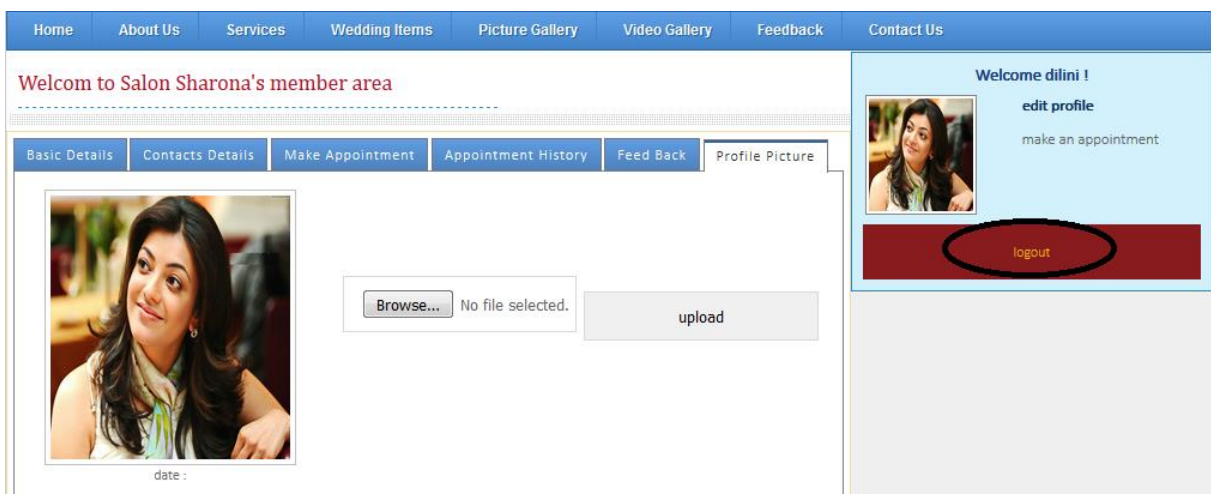 Home About Us Services Wedding Items Picture Gallery Video Gallery Feedback Contact Us
Welcom to Salon Sharona's member area
Basic Details Contacts Details Make Appointment Appointment History Feed Back Profile Picture
Browse... No file selected.
upload
date :
Welcome dilini !
edit profile
make an appointment
logout